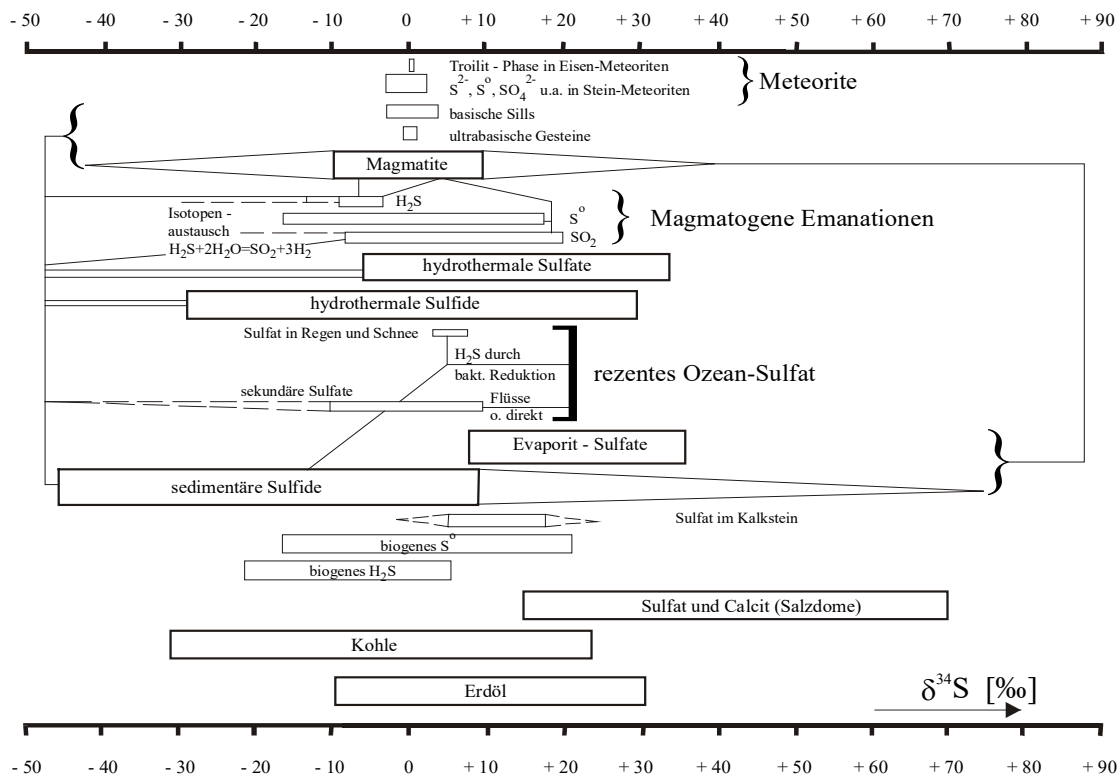 - 50 - 40 - 30 - 20 - 10 0 + 10 + 20 + 30 + 40 + 50 + 60 + 70 + 80 + 90
Troilit - Phase in Eisen-Meteoriten
S²⁻, S°, SO₄²⁻ u.a. in Stein-Meteoriten
Meteorite
basische Sills
ultrabasische Gesteine
Magmatite
H₂S
Isotopen -
austausch
S°
SO₂
Magmatogene Emanationen
H₂S+2H₂O=SO₂+3H₂
hydrothermale Sulfate
hydrothermale Sulfide
Sulfat in Regen und Schnee
H₂S durch
bakt. Reduktion
rezentes Ozean-Sulfat
sekundäre Sulfate
Flüsse
o. direkt
Evaporit - Sulfate
sedimentäre Sulfide
Sulfat im Kalkstein
biogenes S°
biogenes H₂S
Sulfat und Calcit (Salzdome)
Kohle
Erdöl
δ³⁴S [‰]
- 50 - 40 - 30 - 20 - 10 0 + 10 + 20 + 30 + 40 + 50 + 60 + 70 + 80 + 90